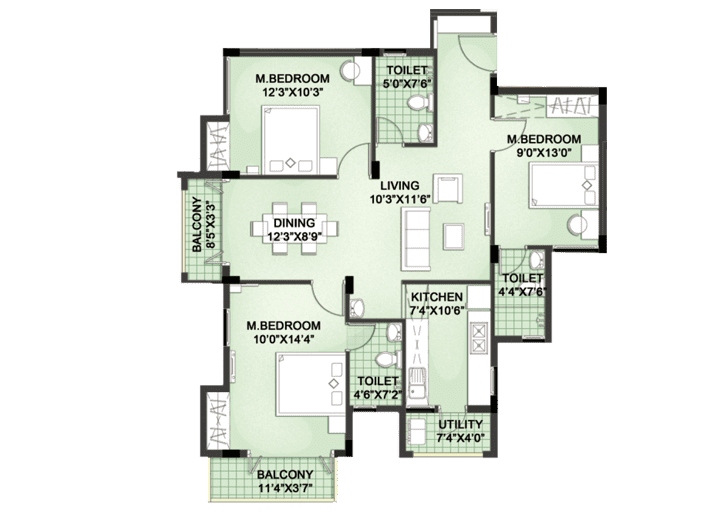 TOILET
5'0"X7'6"
M.BEDROOM
12'3"X10'3"
M.BEDROOM
9'0"X13'0"
LIVING
10'3"X11'6"
BALCONY
8'5"X3'3"
DINING
12'3"X8'9"
TOILET
4'4"X7'6"
KITCHEN
7'4"X10'6"
M.BEDROOM
10'0"X14'4"
TOILET
4'6"X7'2"
UTILITY
7'4"X4'0"
BALCONY
11'4"X3'7"